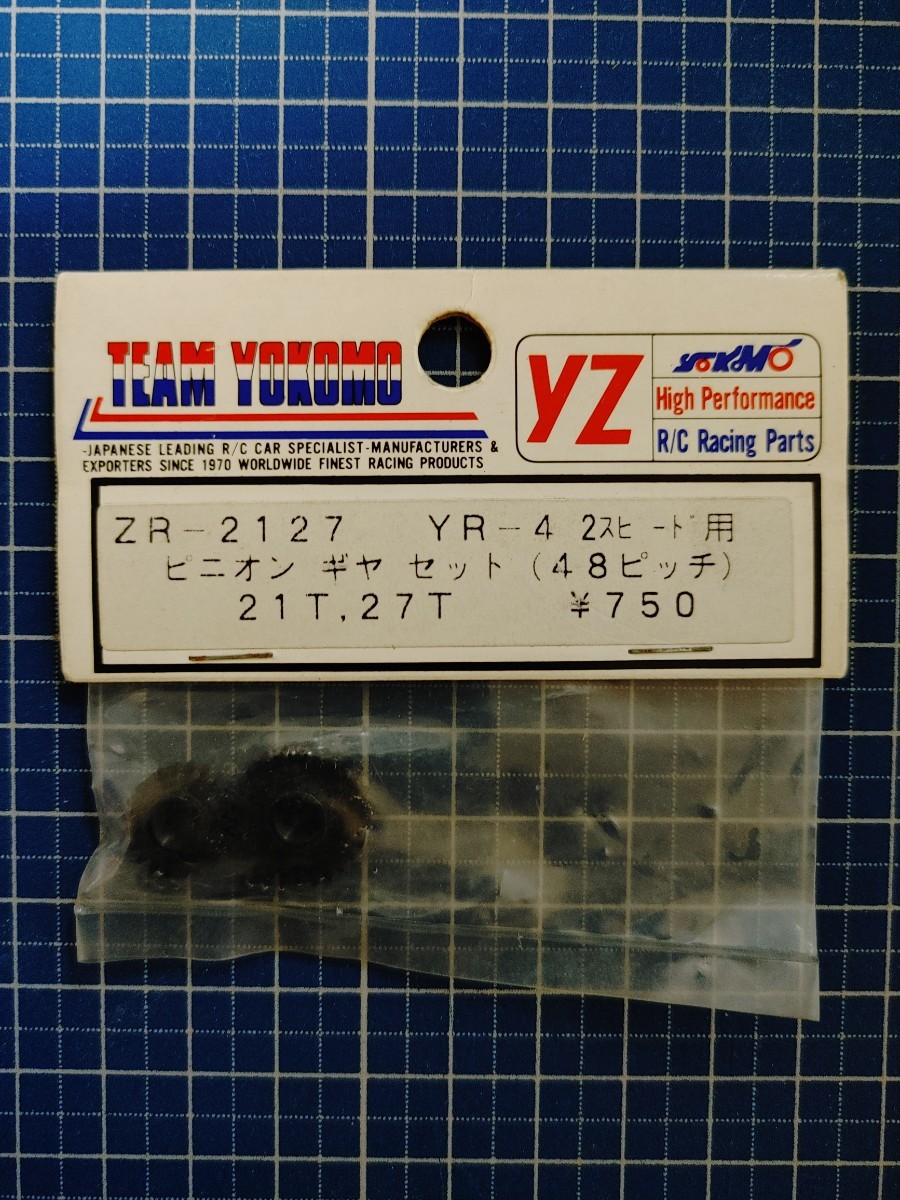 TEAM YOKOMO
-JAPANESE LEADING R/C CAR SPECIALIST-MANUFACTURERS &
EXPORTERS SINCE 1970 WORLDWIDE FINEST RACING PRODUCTS
YZ
YOKOMO
High Performance
R/C Racing Parts
ZR-2127 YR-4 2スピード用
ピニオン ギヤ セット(48ピッチ)
21T,27T ¥750